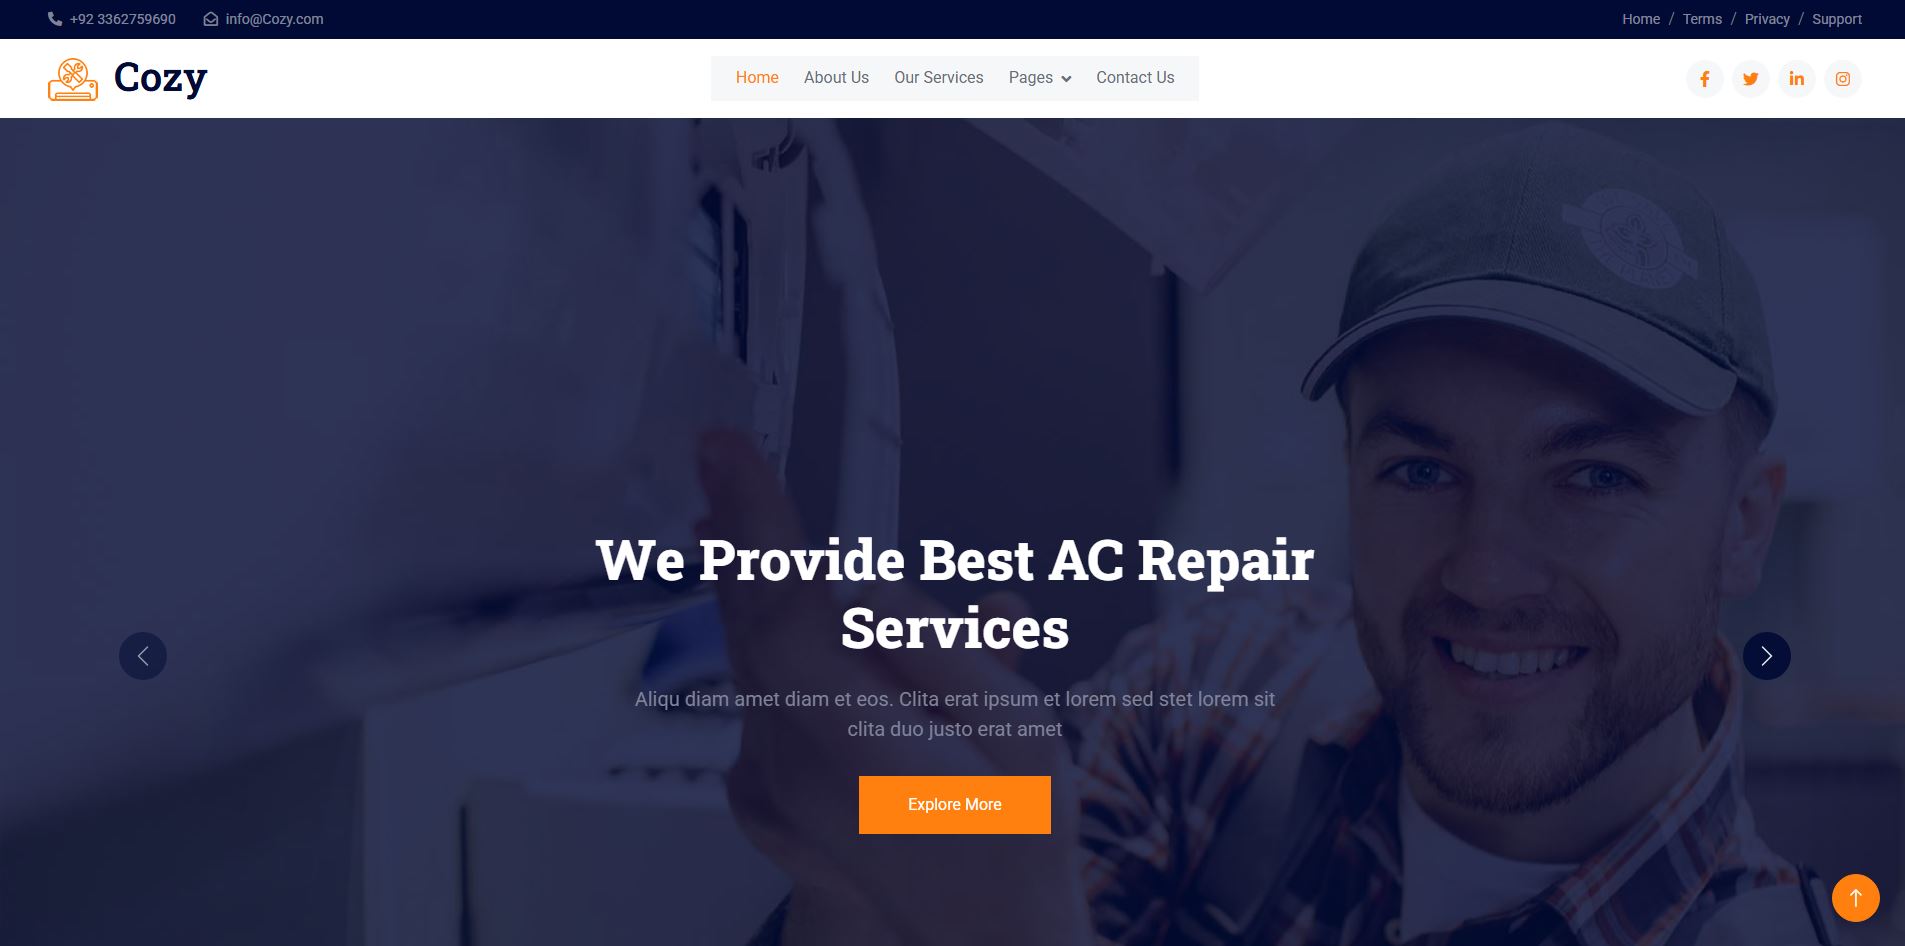 +92 3362759690 info@Cozy.com Home / Terms / Privacy / Support
Cozy
Home About Us Our Services Pages Contact Us
We Provide Best AC Repair
Services
Aliqu diam amet diam et eos. Clita erat ipsum et lorem sed stet lorem sit
clita duo justo erat amet
Explore More